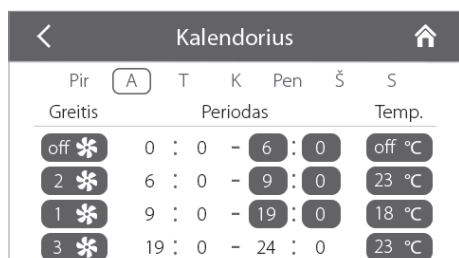 Kalendorius
Pir A T K Pen Š S
Greitis Periodas Temp.
off 0 : 0 - 6 : 0 off °C
2 6 : 0 - 9 : 0 23 °C
1 9 : 0 - 19 : 0 18 °C
3 19 : 0 - 24 : 0 23 °C